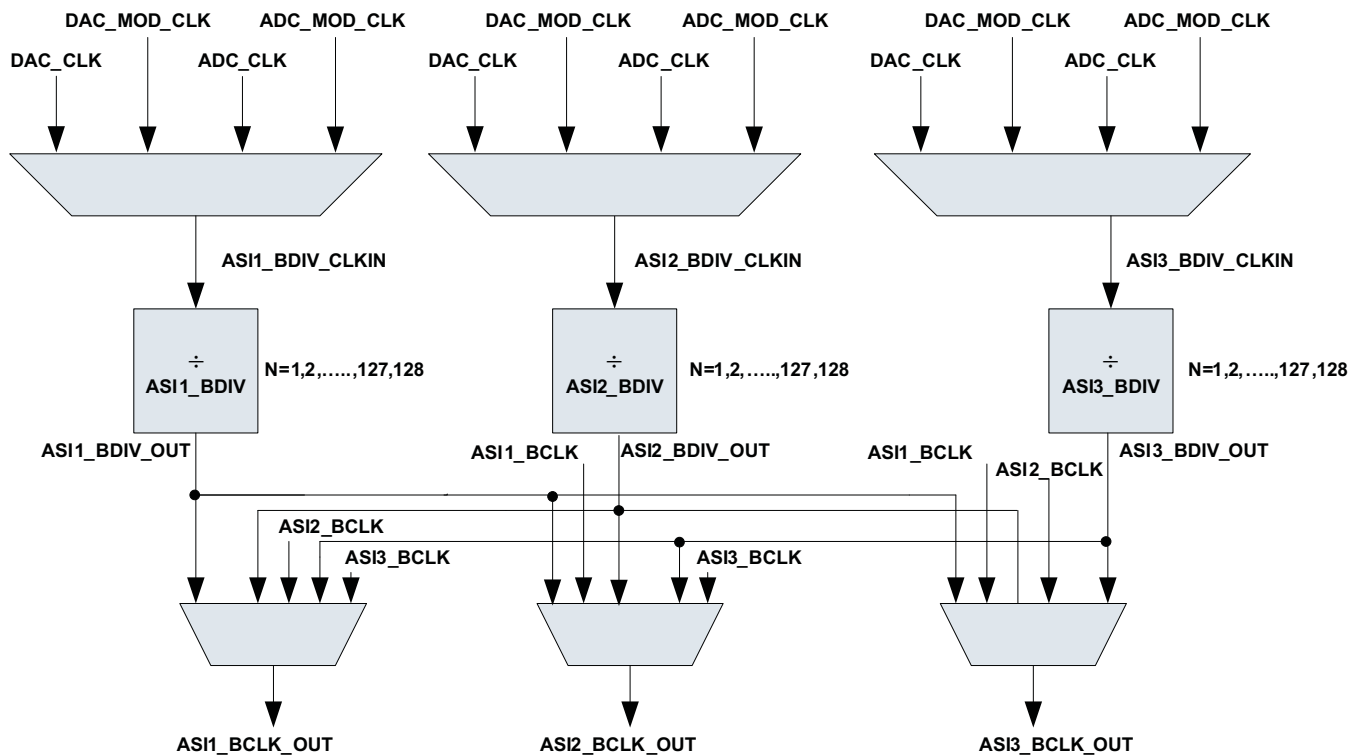 DAC_MOD_CLK ADC_MOD_CLK DAC_MOD_CLK ADC_MOD_CLK DAC_MOD_CLK ADC_MOD_CLK
DAC_CLK ADC_CLK DAC_CLK ADC_CLK DAC_CLK ADC_CLK
ASI1_BDIV_CLKIN ASI2_BDIV_CLKIN ASI3_BDIV_CLKIN
÷ ÷ ÷
ASI1_BDIV N=1,2,…..,127,128 ASI2_BDIV N=1,2,…..,127,128 ASI3_BDIV N=1,2,…..,127,128
ASI1_BDIV_OUT ASI1_BCLK ASI2_BDIV_OUT ASI1_BCLK ASI2_BCLK ASI3_BDIV_OUT
ASI2_BCLK
ASI3_BCLK ASI3_BCLK
ASI1_BCLK_OUT ASI2_BCLK_OUT ASI3_BCLK_OUT